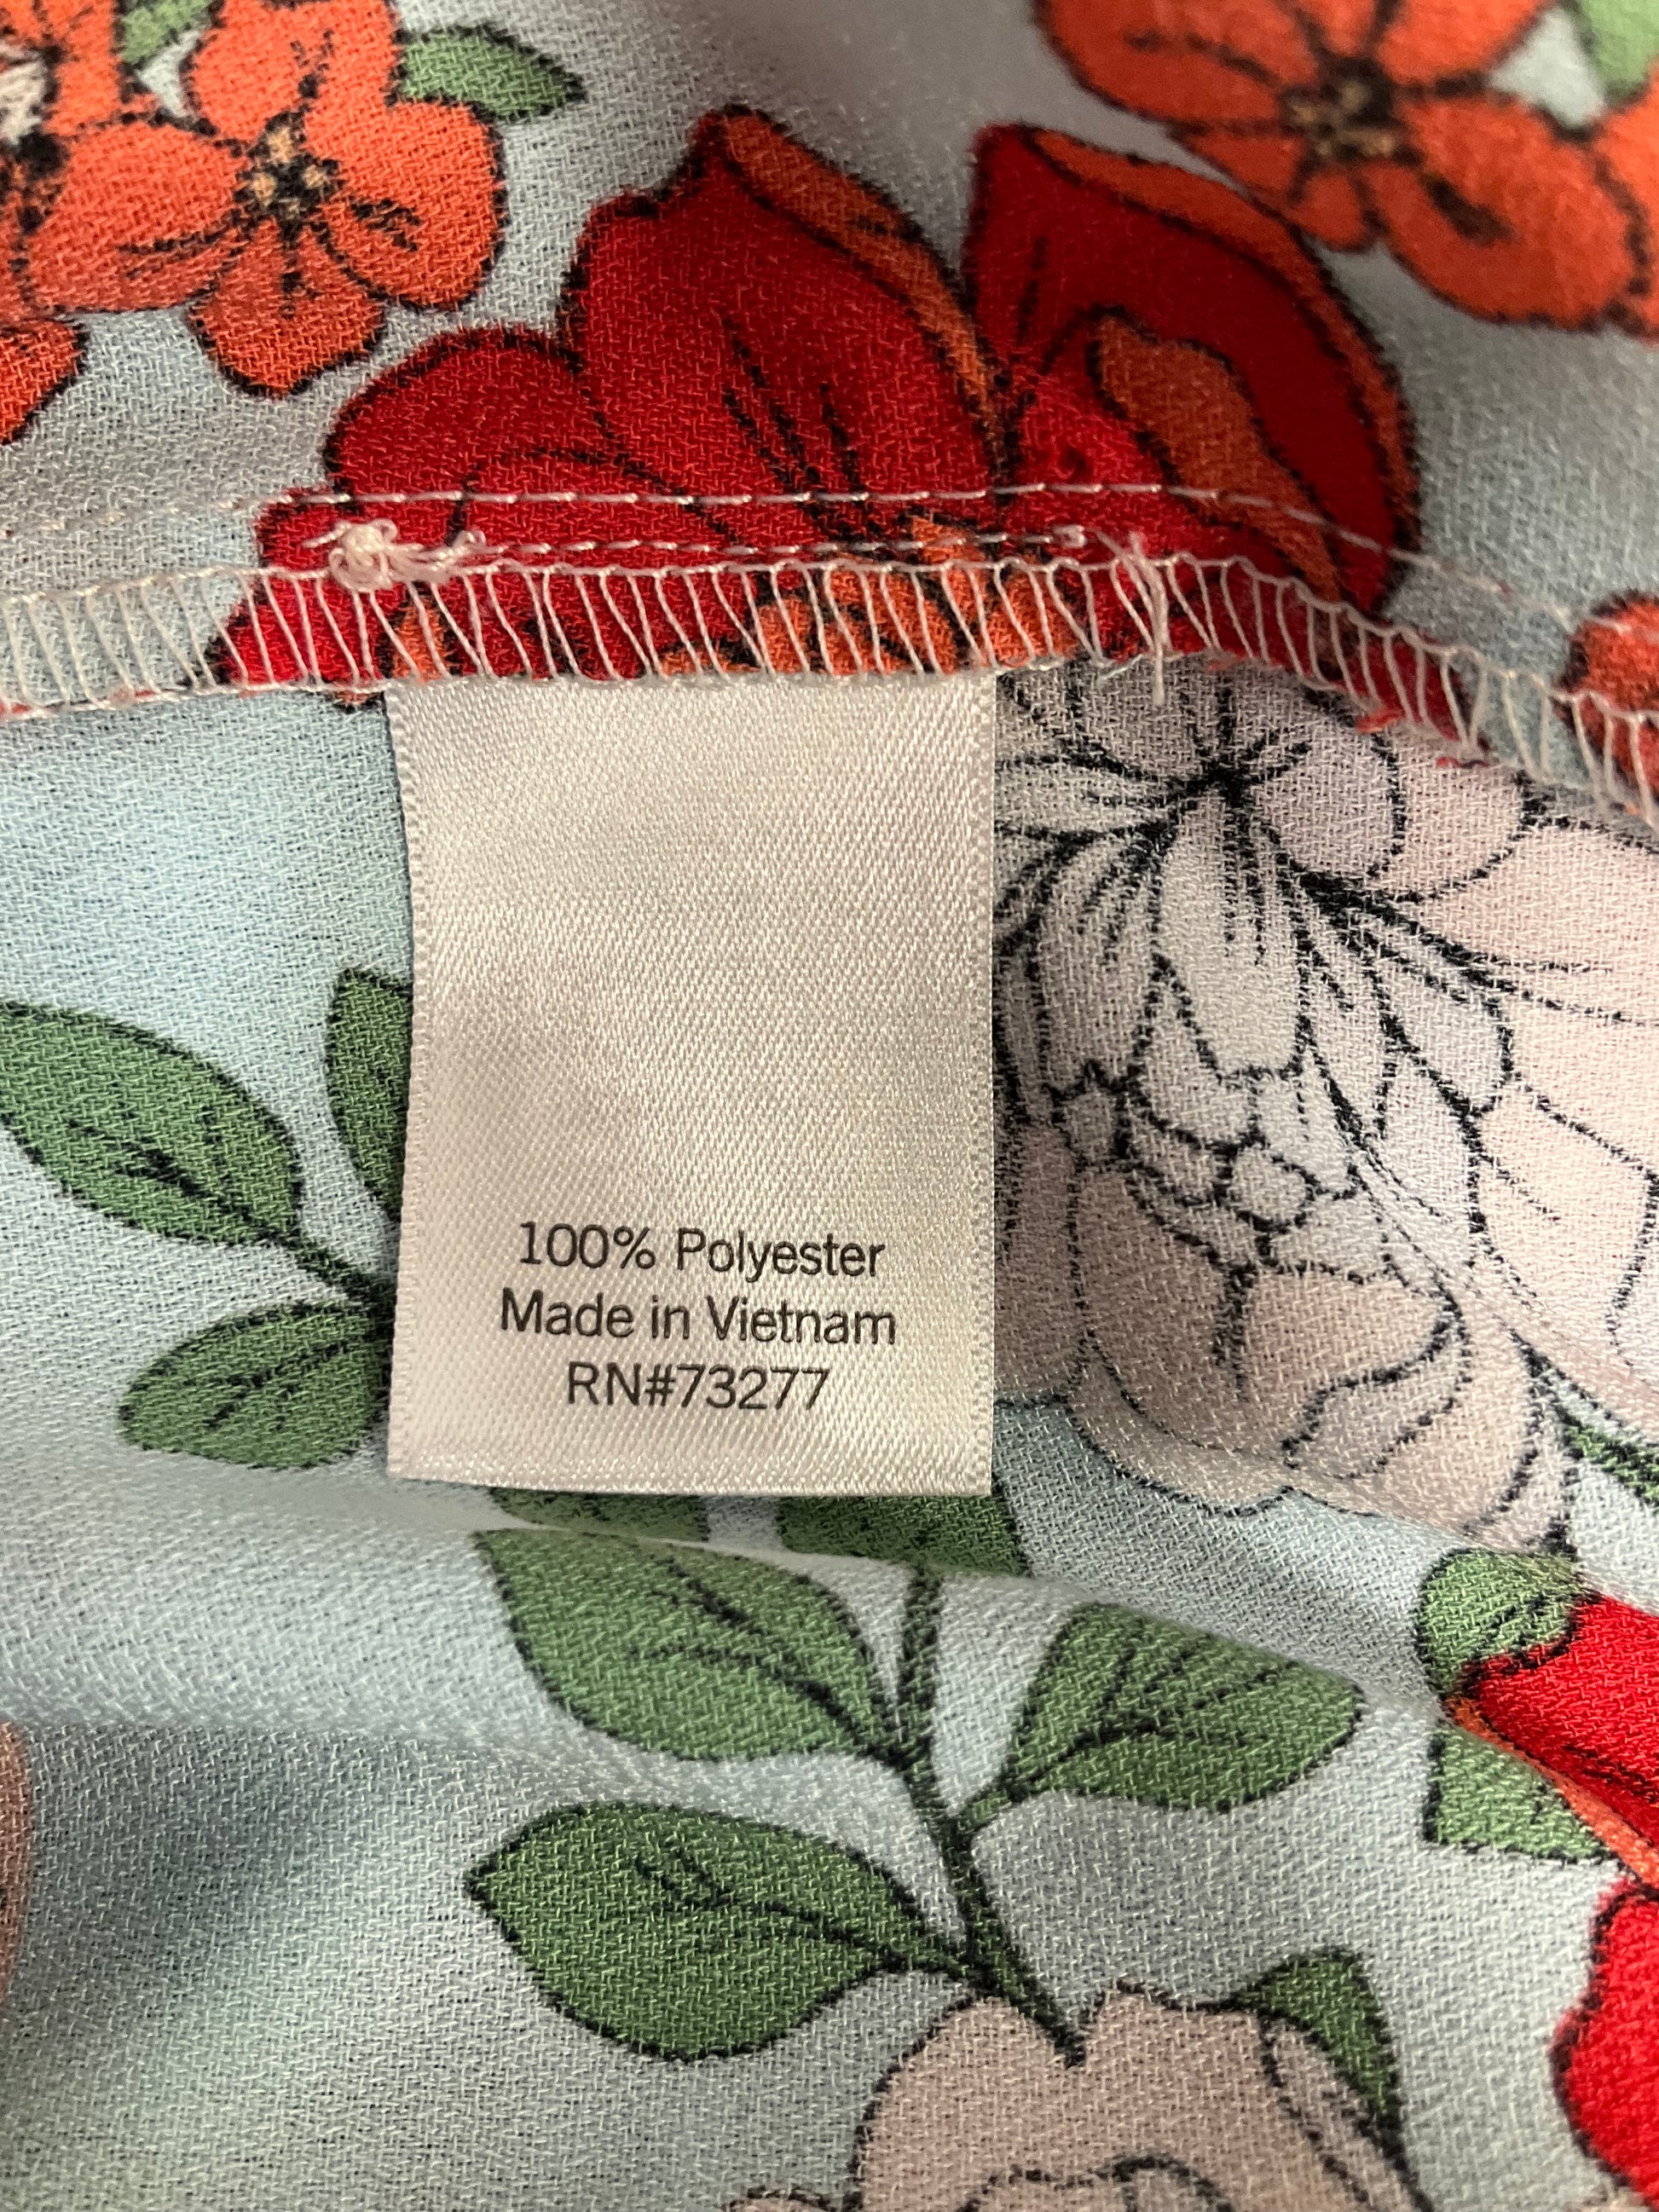 100% Polyester
Made in Vietnam
RN#73277